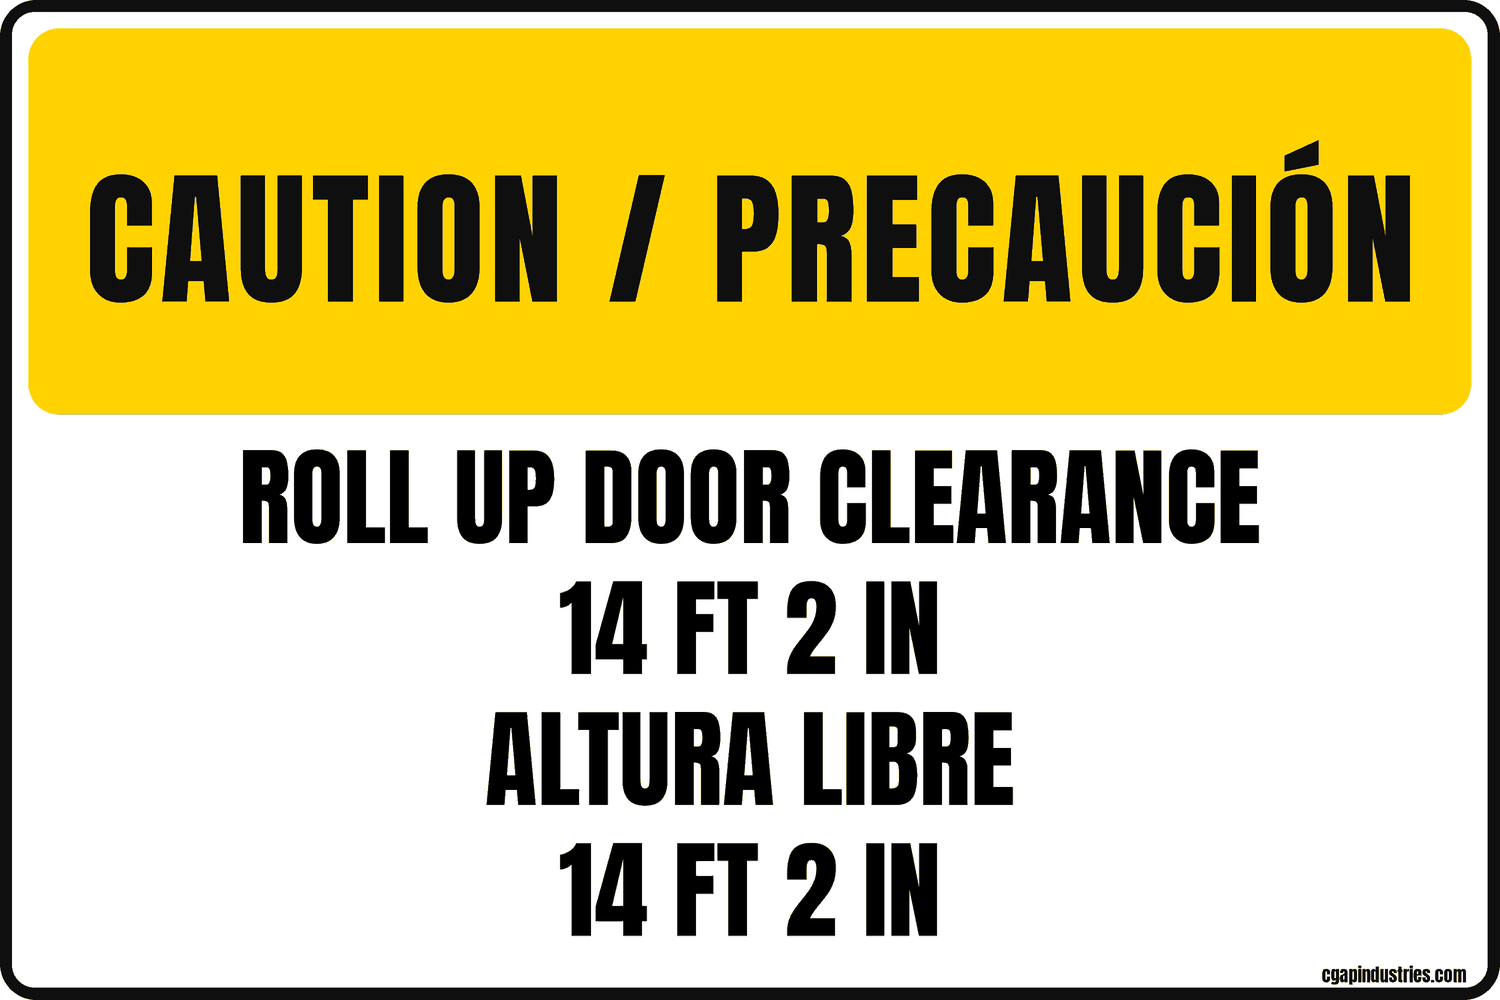 CAUTION / PRECAUCIÓN
ROLL UP DOOR CLEARANCE
14 FT 2 IN
ALTURA LIBRE
14 FT 2 IN
cgapindustries.com